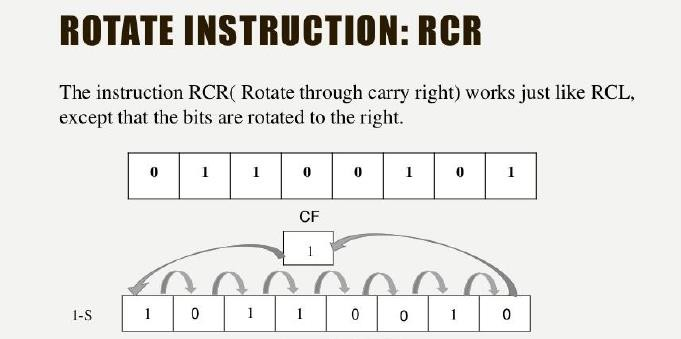 ROTATE INSTRUCTION: RCR
The instruction RCR( Rotate through carry right) works just like RCL,
except that the bits are rotated to the right.
0 1 1 0 0 1 0 1
CF
1
1-S 1 0 1 1 0 0 1 0